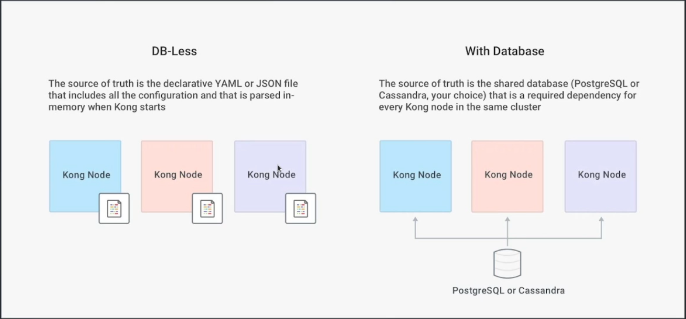 DB-Less
The source of truth is the declarative YAML or JSON file
that includes all the configuration and that is parsed in-
memory when Kong starts
Kong Node
Kong Node
Kong Node
With Database
The source of truth is the shared database (PostgreSQL or
Cassandra, your choice) that is a required dependency for
every Kong node in the same cluster
Kong Node
Kong Node
Kong Node
PostgreSQL or Cassandra